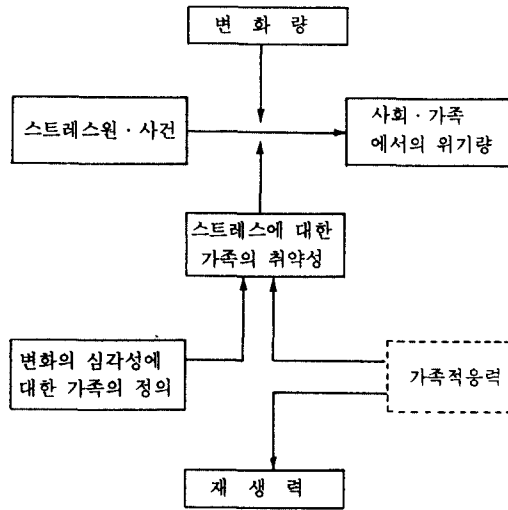 변 화 량
스트레스원·사건
사회·가족
에서의 위기량
스트레스에 대한
가족의 취약성
변화의 심각성에
대한 가족의 정의
가족적응력
재 생 력